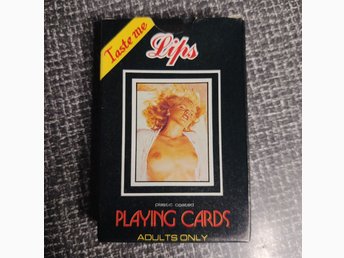 Taste me
Lips
plastic coated
PLAYING CARDS
ADULTS ONLY